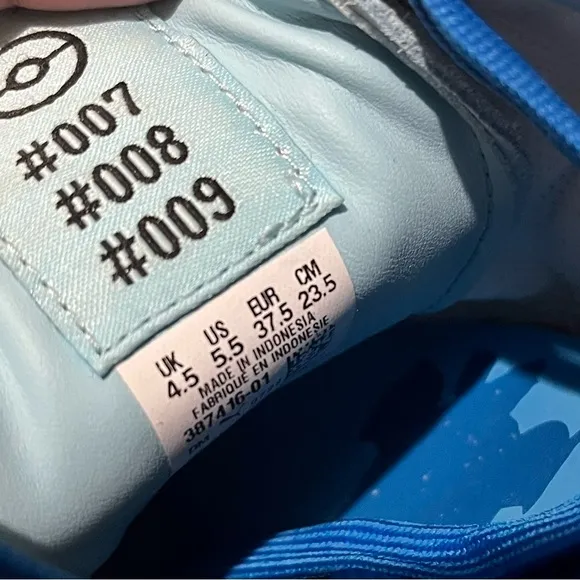 #007
#008
#009
UK US EUR CM
4.5 5.5 37.5 23.5
MADE IN INDONESIA
FABRIQUÉ EN INDONESIE
387416-01